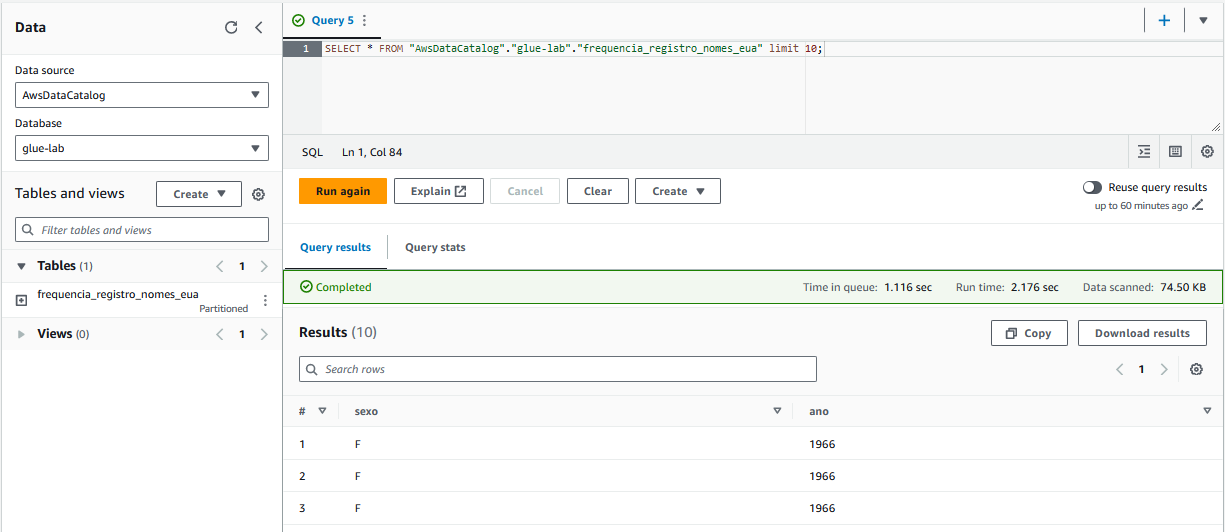 Data
Data source
AwsDataCatalog
Database
glue-lab
Tables and views
Create
Filter tables and views
Tables (1)
1
frequencia_registro_nomes_eua
Partitioned
Views (0)
1
Query 5
1 SELECT * FROM "AwsDataCatalog"."glue-lab"."frequencia_registro_nomes_eua" limit 10;
SQL Ln 1, Col 84
Run again Explain Cancel Clear Create
Reuse query results
up to 60 minutes ago
Query results Query stats
Completed Time in queue: 1.116 sec Run time: 2.176 sec Data scanned: 74.50 KB
Results (10) Copy Download results
Search rows 1
# sexo ano
1 F 1966
2 F 1966
3 F 1966